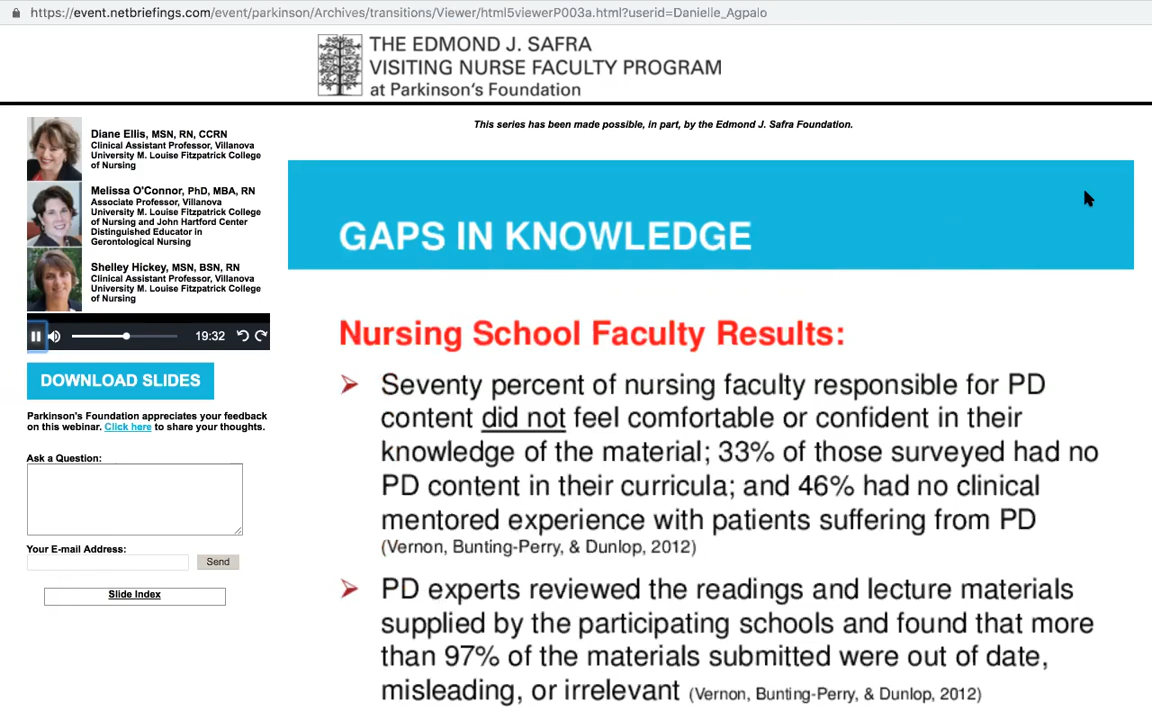 https://event.netbriefings.com/event/parkinson/Archives/transitions/Viewer/html5viewerP003a.html?userid=Danielle_Agpalo
THE EDMOND J. SAFRA
VISITING NURSE FACULTY PROGRAM
at Parkinson's Foundation
This series has been made possible, in part, by the Edmond J. Safra Foundation.
Diane Ellis, MSN, RN, CCRN
Clinical Assistant Professor, Villanova
University M. Louise Fitzpatrick College
of Nursing
Melissa O'Connor, PhD, MBA, RN
Associate Professor, Villanova
University M. Louise Fitzpatrick College
of Nursing and John Hartford Center
Distinguished Educator in
Gerontological Nursing
Shelley Hickey, MSN, BSN, RN
Clinical Assistant Professor, Villanova
University M. Louise Fitzpatrick College
of Nursing
19:32
DOWNLOAD SLIDES
Parkinson's Foundation appreciates your feedback
on this webinar. Click here to share your thoughts.
Ask a Question:
Your E-mail Address:
Send
Slide Index
GAPS IN KNOWLEDGE
Nursing School Faculty Results:
Seventy percent of nursing faculty responsible for PD
content did not feel comfortable or confident in their
knowledge of the material; 33% of those surveyed had no
PD content in their curricula; and 46% had no clinical
mentored experience with patients suffering from PD
(Vernon, Bunting-Perry, & Dunlop, 2012)
PD experts reviewed the readings and lecture materials
supplied by the participating schools and found that more
than 97% of the materials submitted were out of date,
misleading, or irrelevant (Vernon, Bunting-Perry, & Dunlop, 2012)